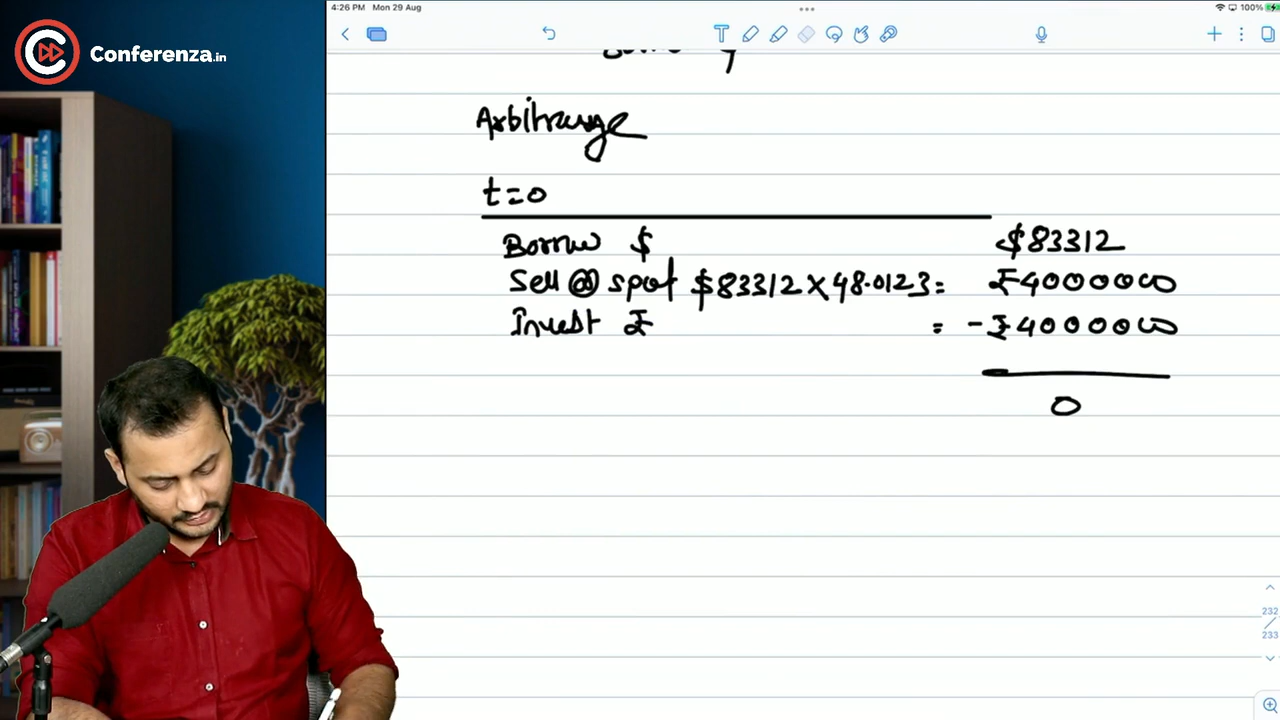 4:26 PM Mon 29 Aug
100%
Conferenza.in
Arbitrange
t=0
Borrow $ $83312
Sell @ spot $83312×48.0123= ₹4000000
Invest ₹ = -₹4000000
0
232
233